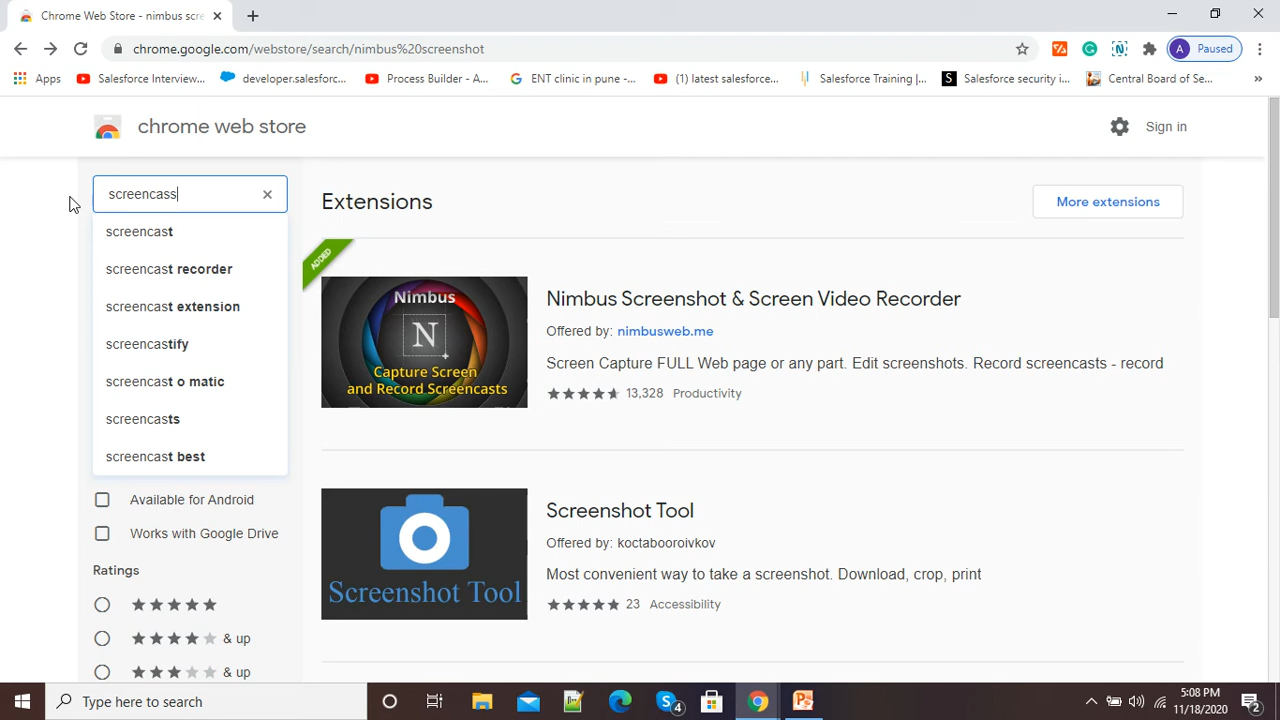 Chrome Web Store - nimbus scre
chrome.google.com/webstore/search/nimbus%20screenshot
A Paused
Apps Salesforce Interview... developer.salesforc... Process Builder - A... ENT clinic in pune -... (1) latest salesforce... Salesforce Training |... S Salesforce security i... Central Board of Se... »
chrome web store
Sign in
screencass
screencast
screencast recorder
screencast extension
screencastify
screencast o matic
screencasts
screencast best
Available for Android
Works with Google Drive
Ratings
& up
& up
Extensions
More extensions
ADDED
Nimbus
N
Capture Screen
and Record Screencasts
Nimbus Screenshot & Screen Video Recorder
Offered by: nimbusweb.me
Screen Capture FULL Web page or any part. Edit screenshots. Record screencasts - record
13,328 Productivity
Screenshot Tool
Screenshot Tool
Offered by: koctabooroivkov
Most convenient way to take a screenshot. Download, crop, print
23 Accessibility
Type here to search
4
5:08 PM
11/18/2020
2